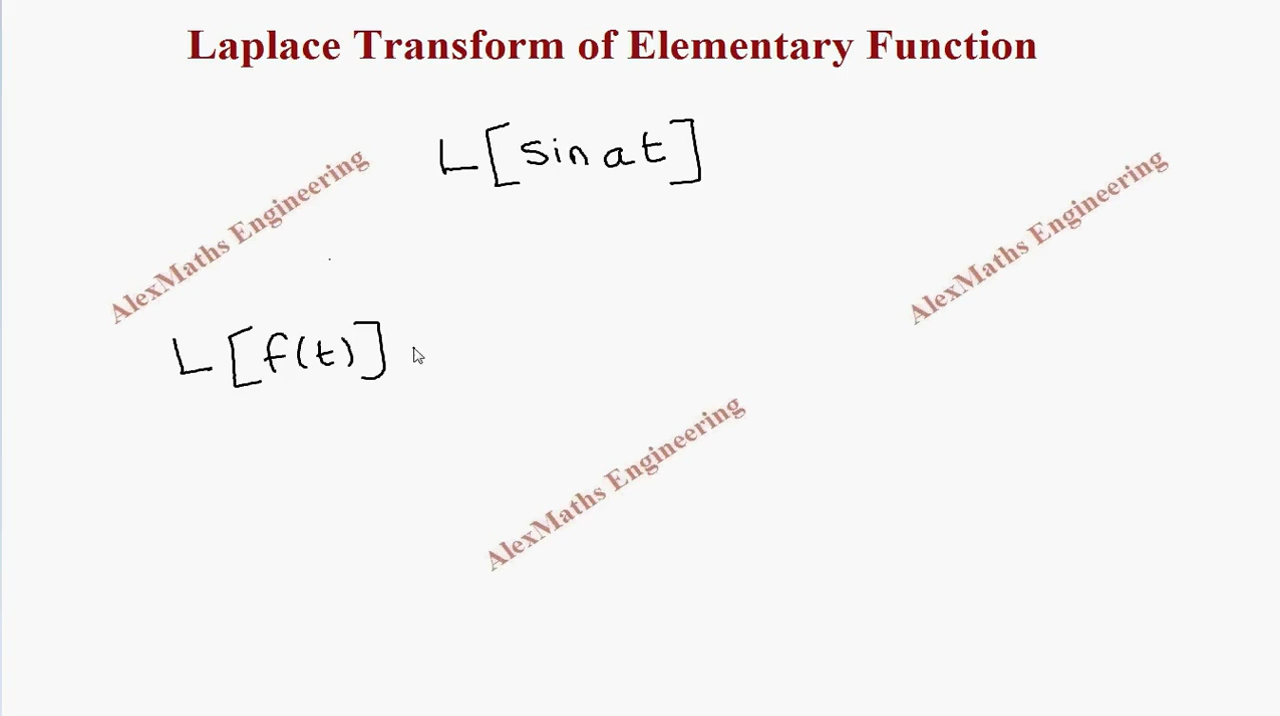 Laplace Transform of Elementary Function
L[sin at]
AlexMaths Engineering
AlexMaths Engineering
L[f(t)]
AlexMaths Engineering